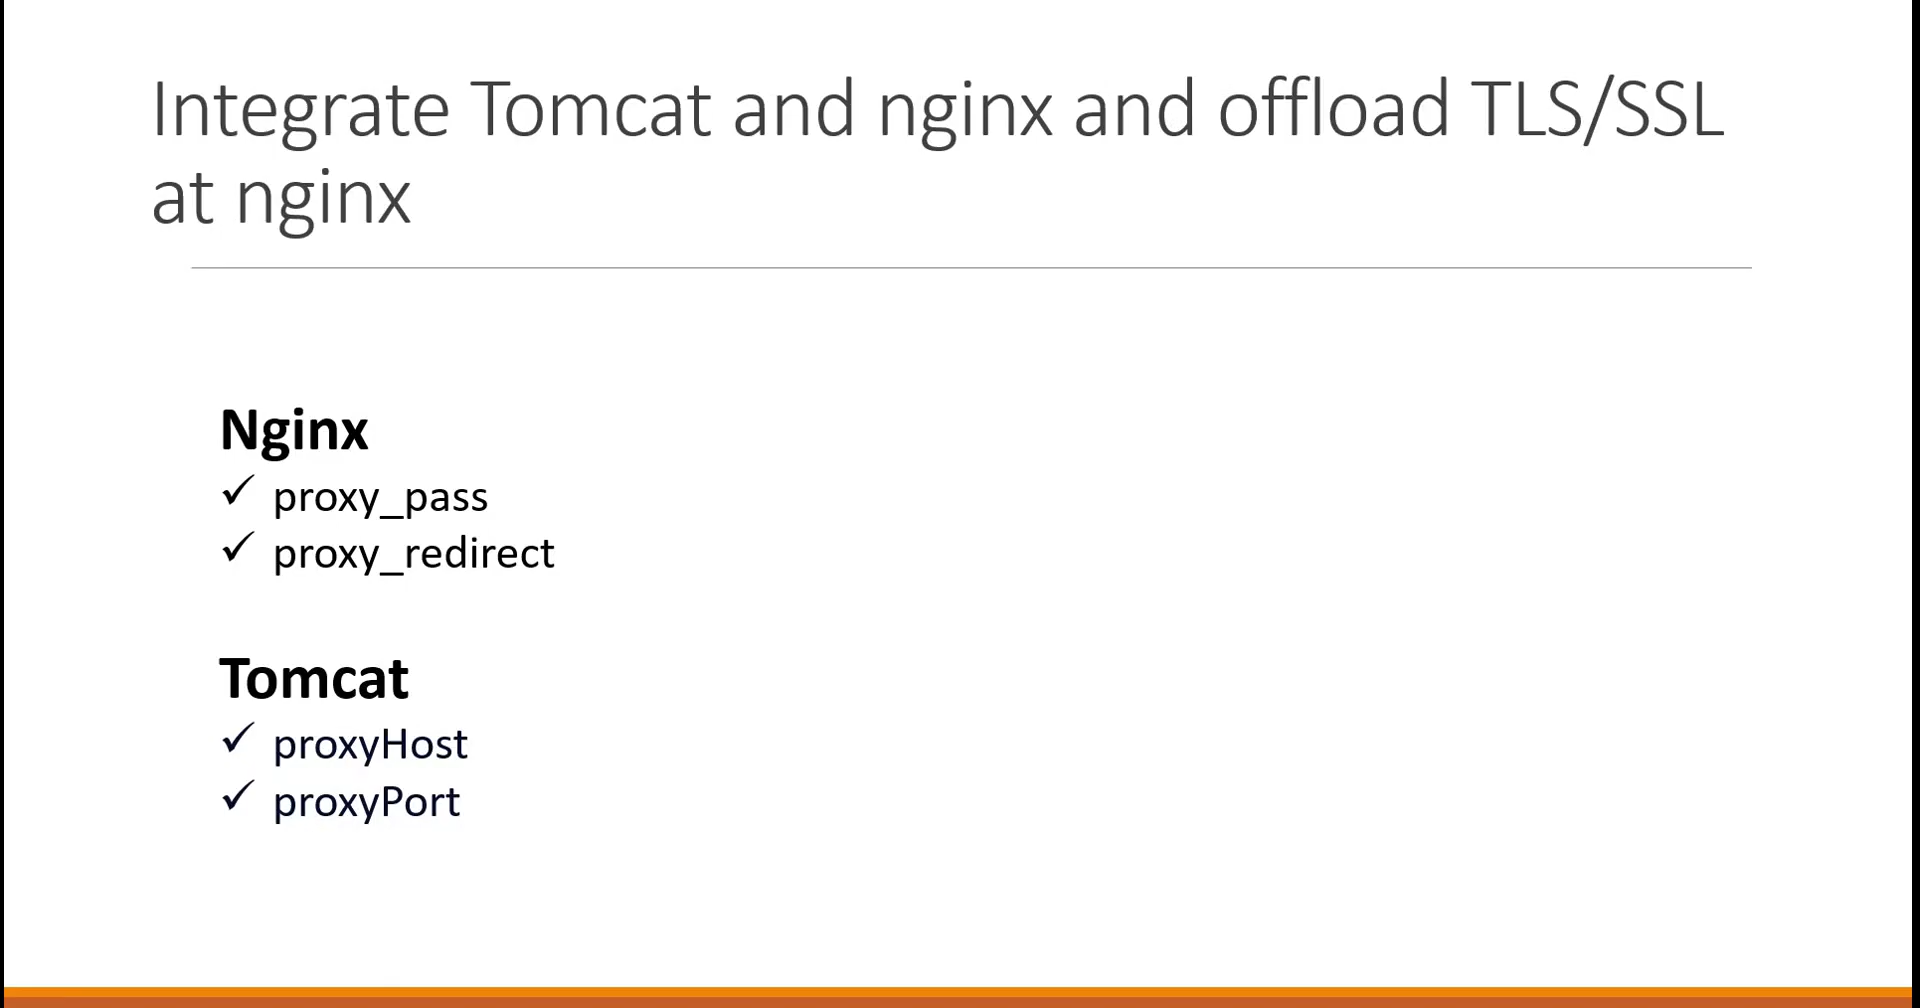 Integrate Tomcat and nginx and offload TLS/SSL
at nginx
Nginx
✓ proxy_pass
✓ proxy_redirect
Tomcat
✓ proxyHost
✓ proxyPort